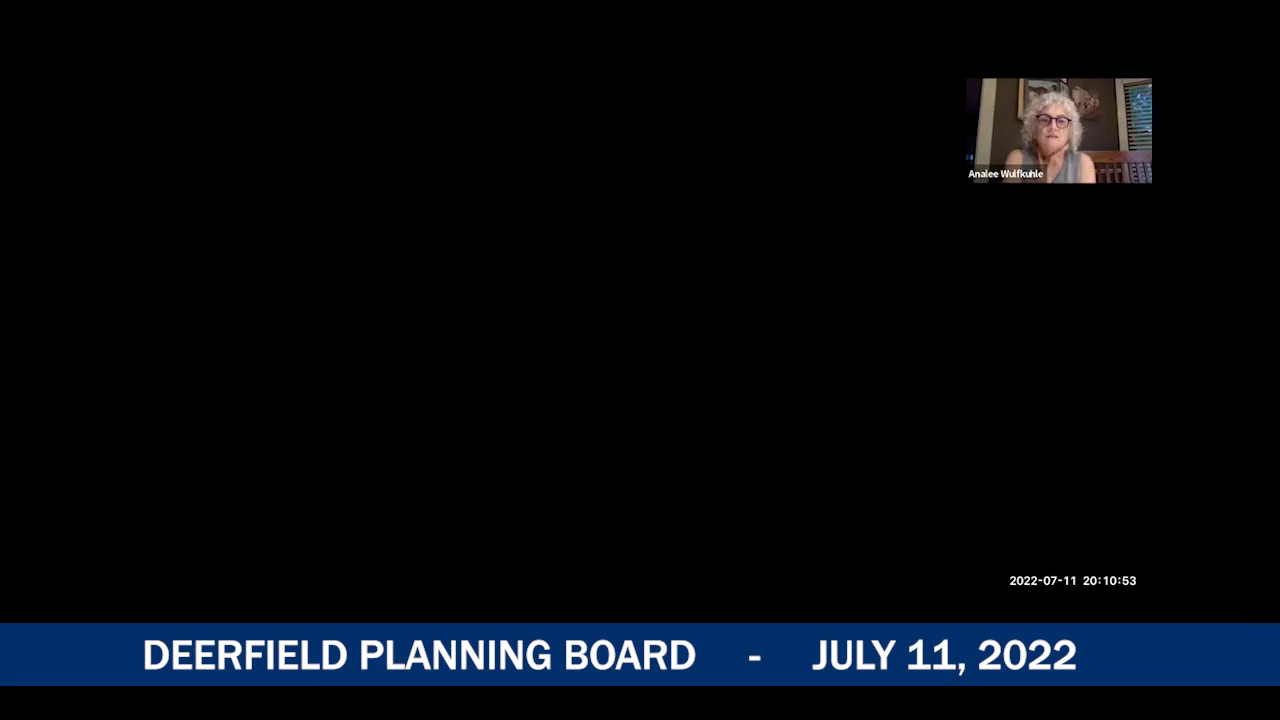 Analee Wulfkuhle
2022-07-11 20:10:53
DEERFIELD PLANNING BOARD - JULY 11, 2022